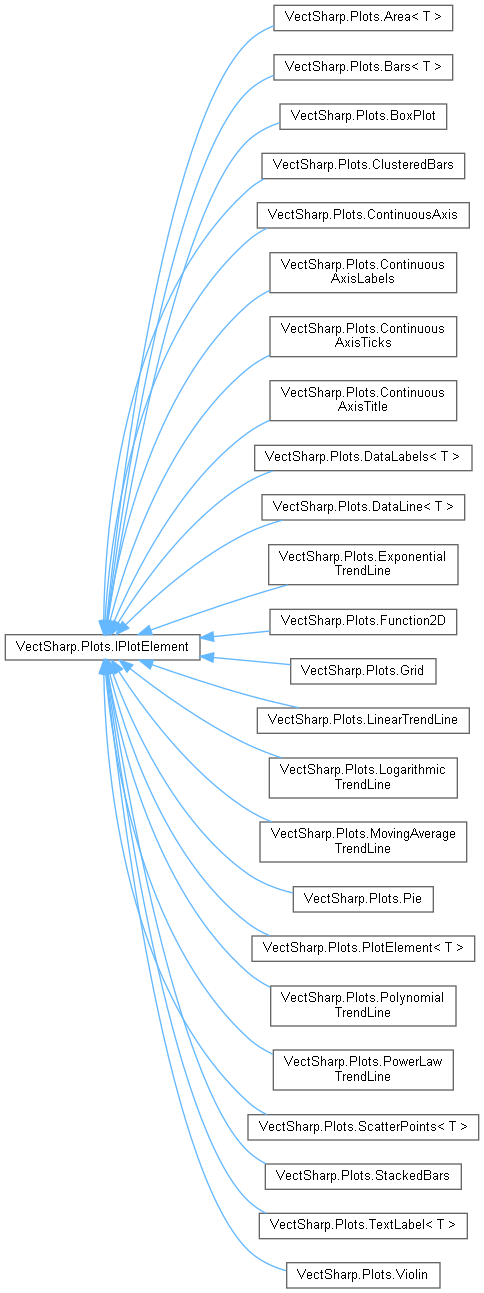 VectSharp.Plots.Area< T >
VectSharp.Plots.Bars< T >
VectSharp.Plots.BoxPlot
VectSharp.Plots.ClusteredBars
VectSharp.Plots.ContinuousAxis
VectSharp.Plots.Continuous
AxisLabels
VectSharp.Plots.Continuous
AxisTicks
VectSharp.Plots.Continuous
AxisTitle
VectSharp.Plots.DataLabels< T >
VectSharp.Plots.DataLine< T >
VectSharp.Plots.Exponential
TrendLine
VectSharp.Plots.Function2D
VectSharp.Plots.IPlotElement
VectSharp.Plots.Grid
VectSharp.Plots.LinearTrendLine
VectSharp.Plots.Logarithmic
TrendLine
VectSharp.Plots.MovingAverage
TrendLine
VectSharp.Plots.Pie
VectSharp.Plots.PlotElement< T >
VectSharp.Plots.Polynomial
TrendLine
VectSharp.Plots.PowerLaw
TrendLine
VectSharp.Plots.ScatterPoints< T >
VectSharp.Plots.StackedBars
VectSharp.Plots.TextLabel< T >
VectSharp.Plots.Violin